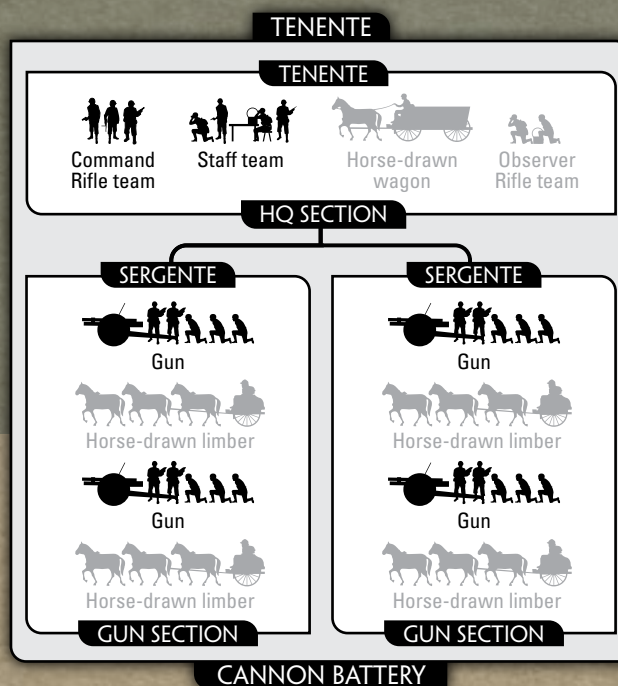 TENENTE
TENENTE
Command
Rifle team
Staff team
Horse-drawn
wagon
Observer
Rifle team
HQ SECTION
SERGENTE
Gun
Horse-drawn limber
Gun
Horse-drawn limber
GUN SECTION
SERGENTE
Gun
Horse-drawn limber
Gun
Horse-drawn limber
GUN SECTION
CANNON BATTERY